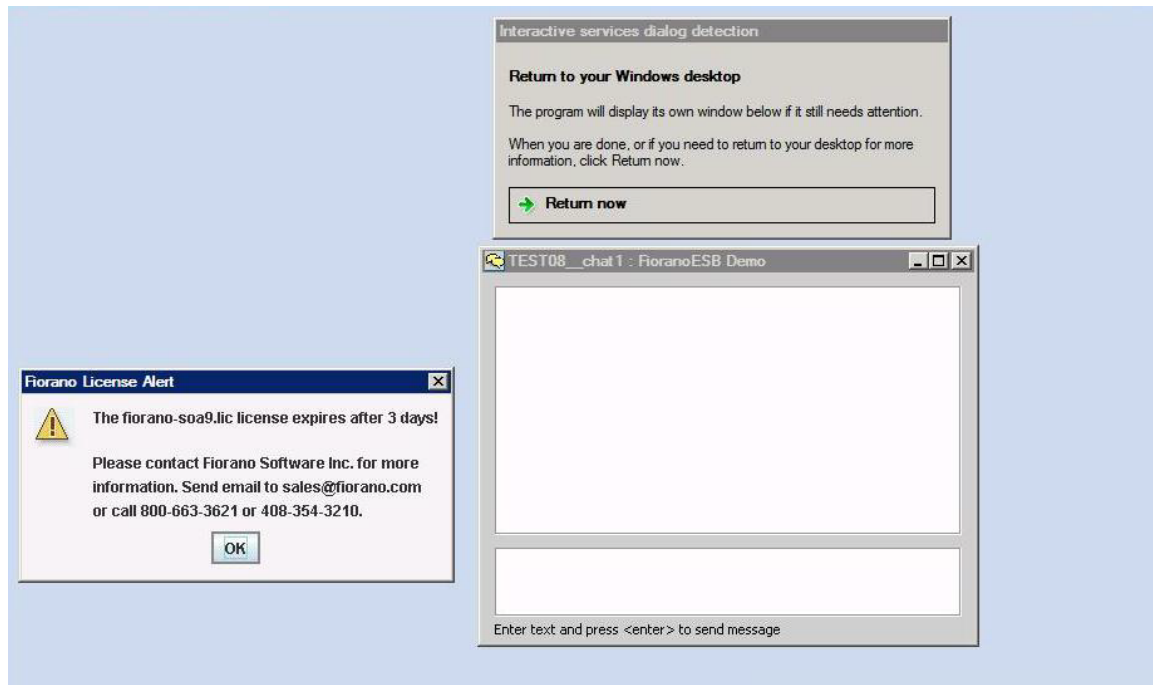 Interactive services dialog detection
Return to your Windows desktop
The program will display its own window below if it still needs attention.
When you are done, or if you need to return to your desktop for more
information, click Return now.
Return now
TEST08__chat1 : FioranoESB Demo
Fiorano License Alert
The fiorano-soa9.lic license expires after 3 days!
Please contact Fiorano Software Inc. for more
information. Send email to sales@fiorano.com
or call 800-663-3621 or 408-354-3210.
OK
Enter text and press <enter> to send message